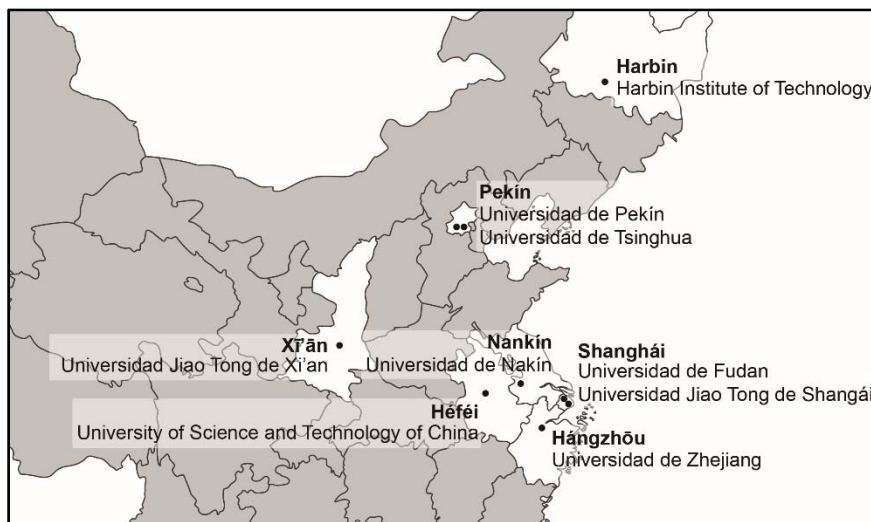 Harbin
Harbin Institute of Technology
Pekín
Universidad de Pekín
Universidad de Tsinghua
Xi'ān
Universidad Jiao Tong de Xi'an
Nankín
Universidad de Nakín
Shanghái
Universidad de Fudan
Universidad Jiao Tong de Shangái
Héféi
University of Science and Technology of China
Hángzhōu
Universidad de Zhejiang